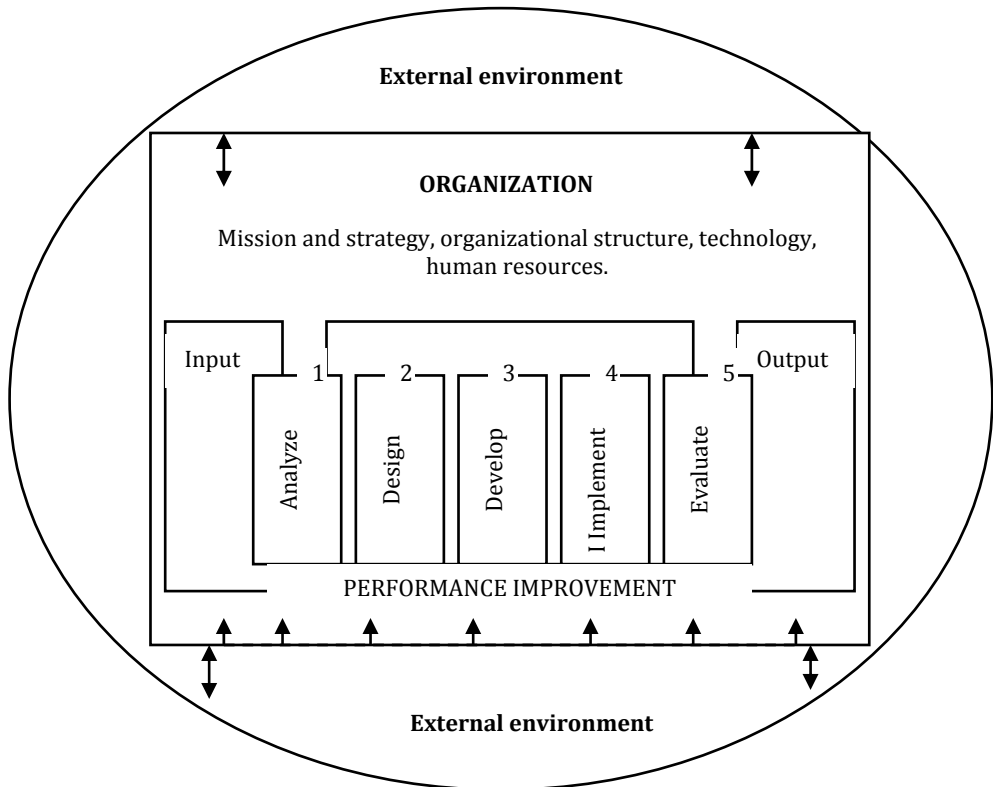 External environment
ORGANIZATION
Mission and strategy, organizational structure, technology,
human resources.
Input
Output
1
2
3
4
5
Analyze
Design
Develop
I Implement
Evaluate
PERFORMANCE IMPROVEMENT
External environment